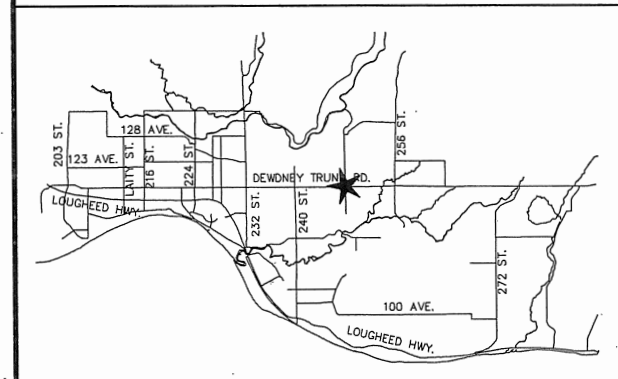 128 AVE.
203 ST.
123 AVE.
LAITY ST.
216 ST.
224 ST.
256 ST.
DEWDNEY TRUNK RD.
LOUGHEED HWY.
232 ST.
240 ST.
272 ST.
100 AVE.
LOUGHEED HWY.